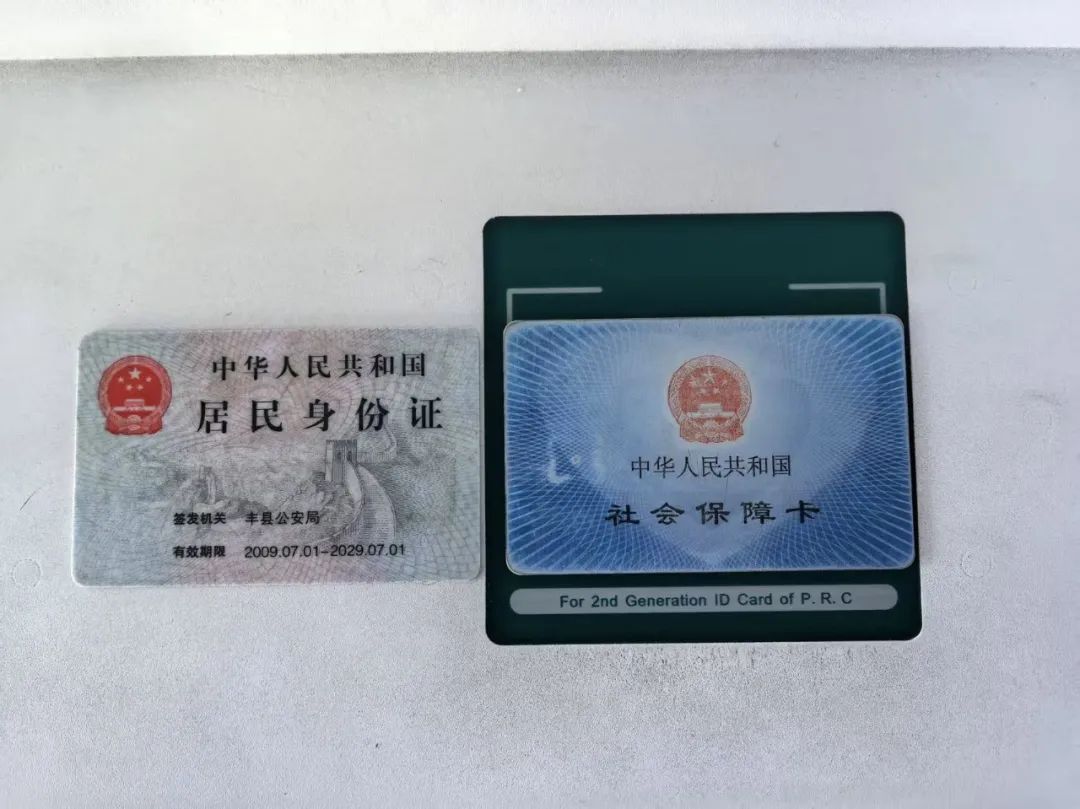 中华人民共和国
居民身份证
签发机关 丰县公安局
有效期限 2009.07.01-2029.07.01
中华人民共和国
社会保障卡
For 2nd Generation ID Card of P. R. C